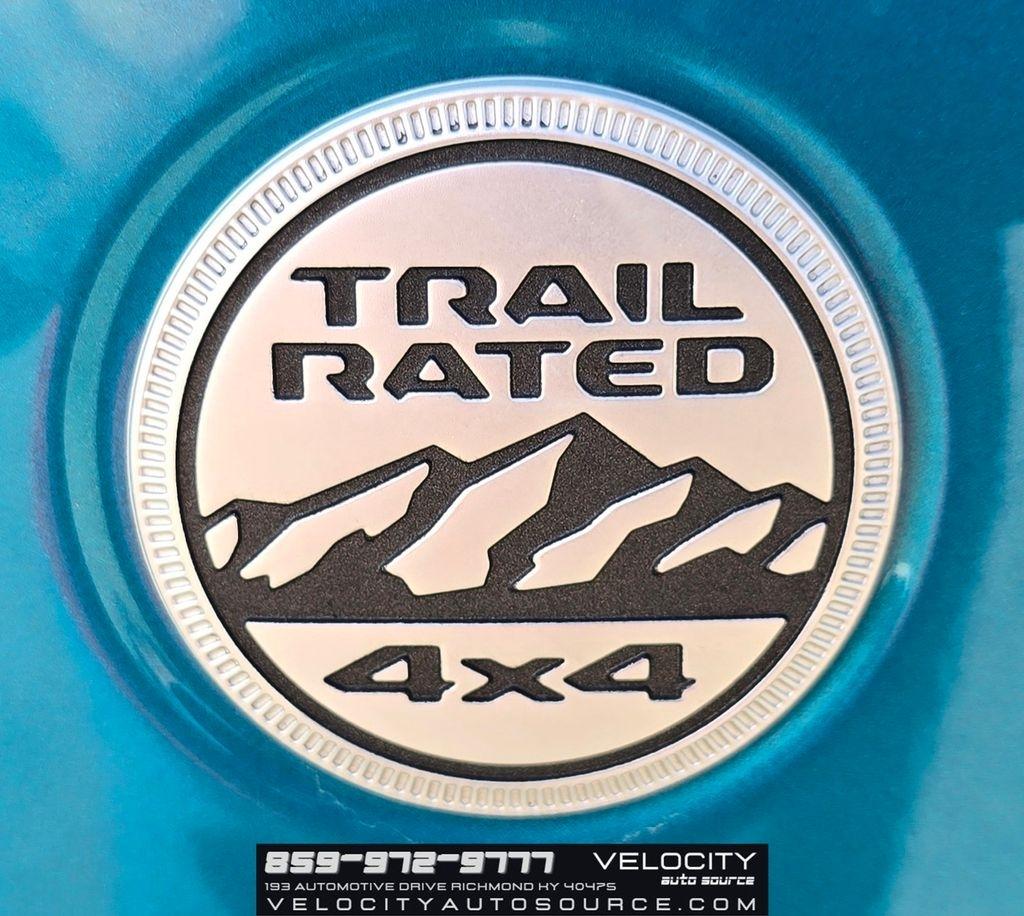 TRAIL
RATED
4x4
859-972-9777
VELOCITY
auto source
193 AUTOMOTIVE DRIVE RICHMOND KY 40475
VELOCITYAUTOSOURCE.COM